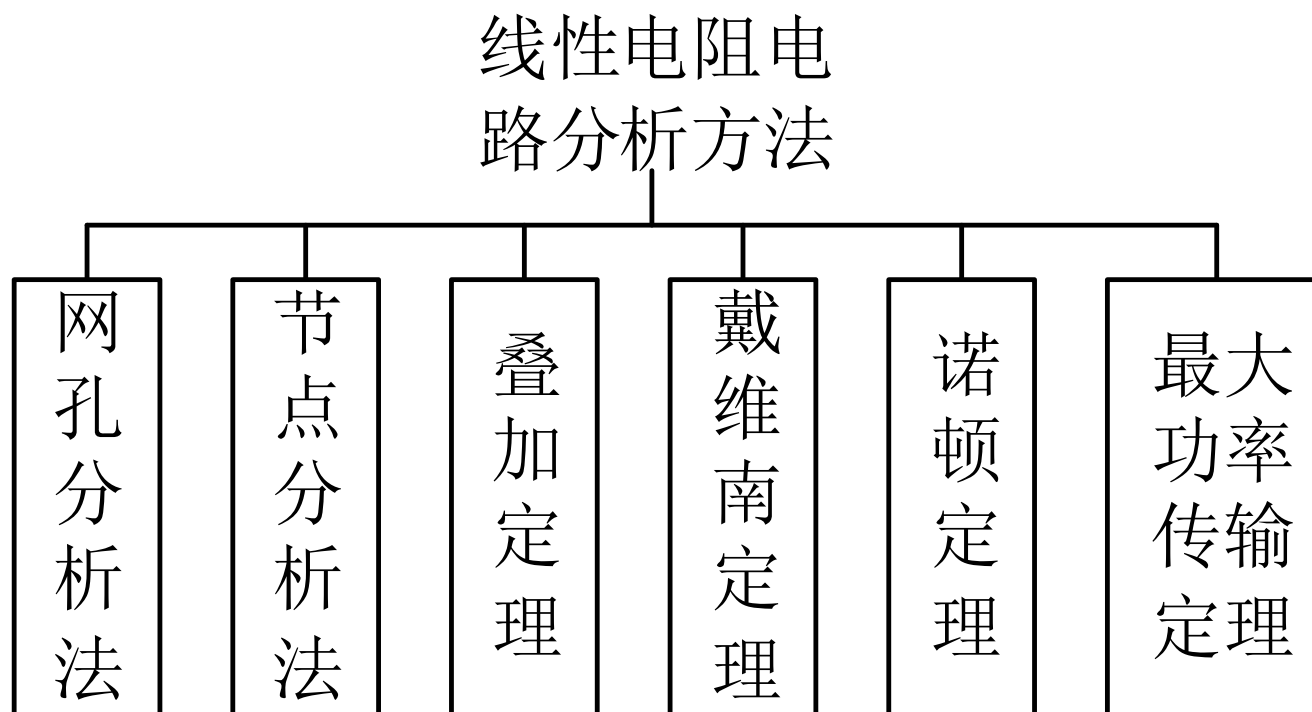 线性电阻电
路分析方法
网孔分析法
节点分析法
叠加定理
戴维南定理
诺顿定理
最大
功率
传输
定理